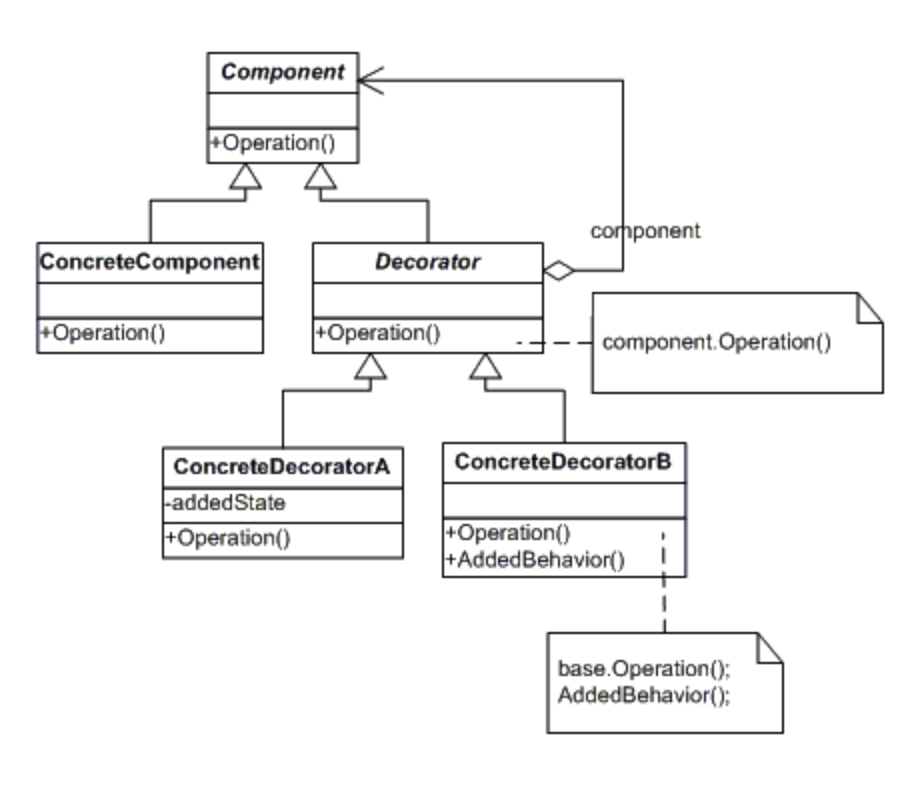 Component
+Operation()
component
ConcreteComponent
+Operation()
Decorator
+Operation()
component.Operation()
ConcreteDecoratorA
-addedState
+Operation()
ConcreteDecoratorB
+Operation()
+AddedBehavior()
base.Operation();
AddedBehavior();